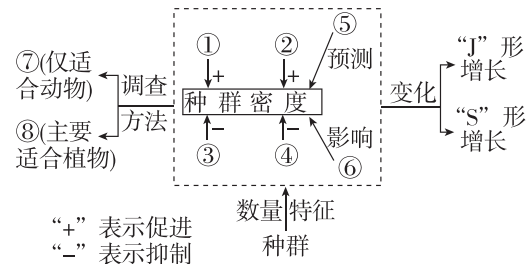 ⑤
① ② 预测
+ +
⑦(仅适
合动物)
调查
方法
⑧(主要
适合植物)
种群密度
变化
“J”形
增长
“S”形
增长
− −
③ ④ 影响
⑥
数量 特征
种群
“+”表示促进
“−”表示抑制